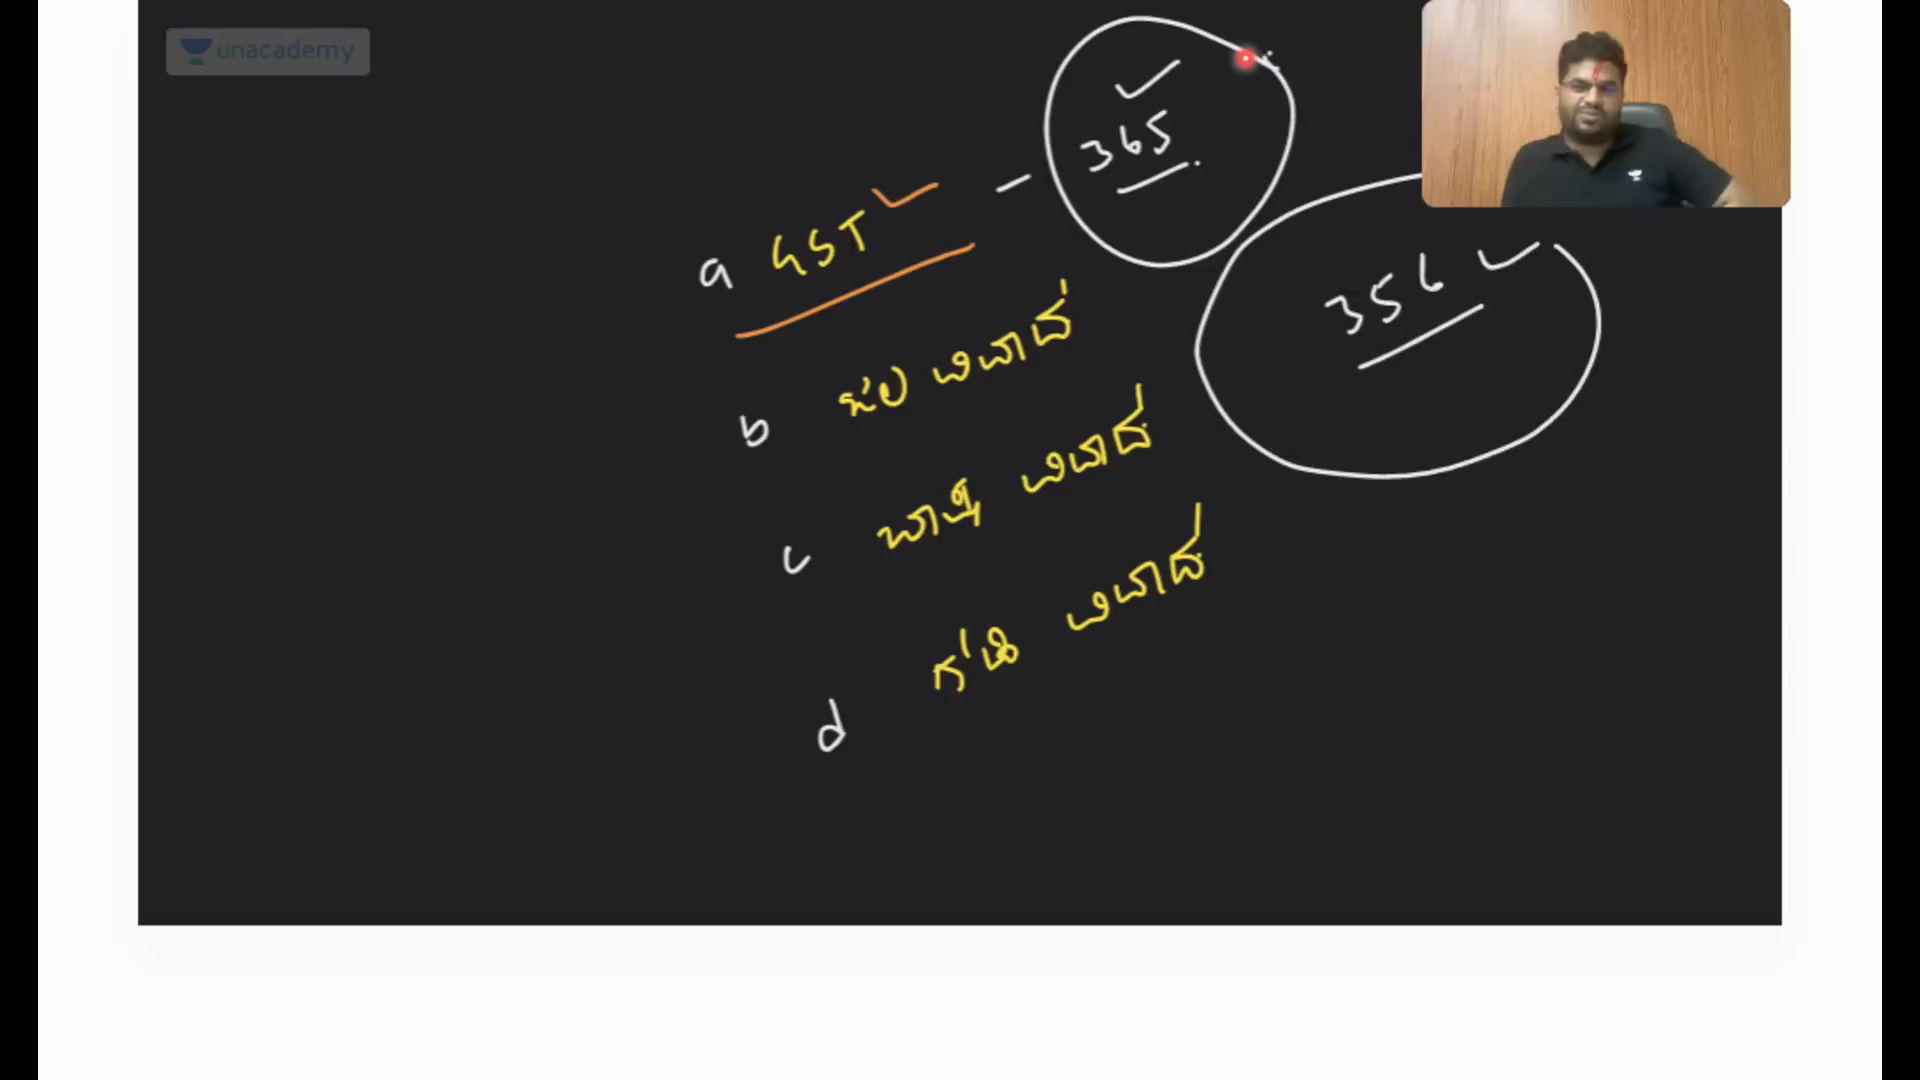 unacademy
a GST - 365
356
b ಜಲ ವಿವಾದ
c ಭಾಷಾ ವಿವಾದ
d ಗಡಿ ವಿವಾದ